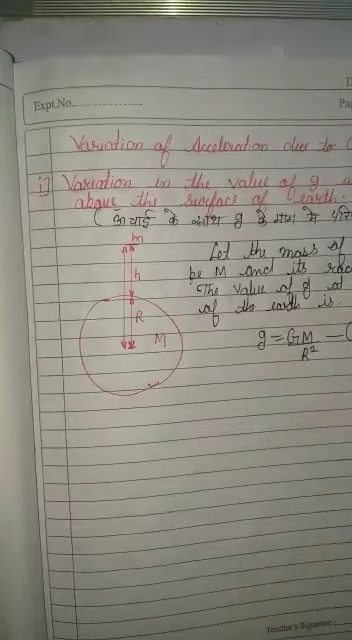 Expt.No.
Variation of Acceleration due to
i] Variation in the value of g
above the surface of earth.
( ऊंचाई के साथ g के मान में
m
h
R
M
Let the mass of
be M and its
The value of g at
of the earth is.
g = GM/R² — (
Teacher's Signature :